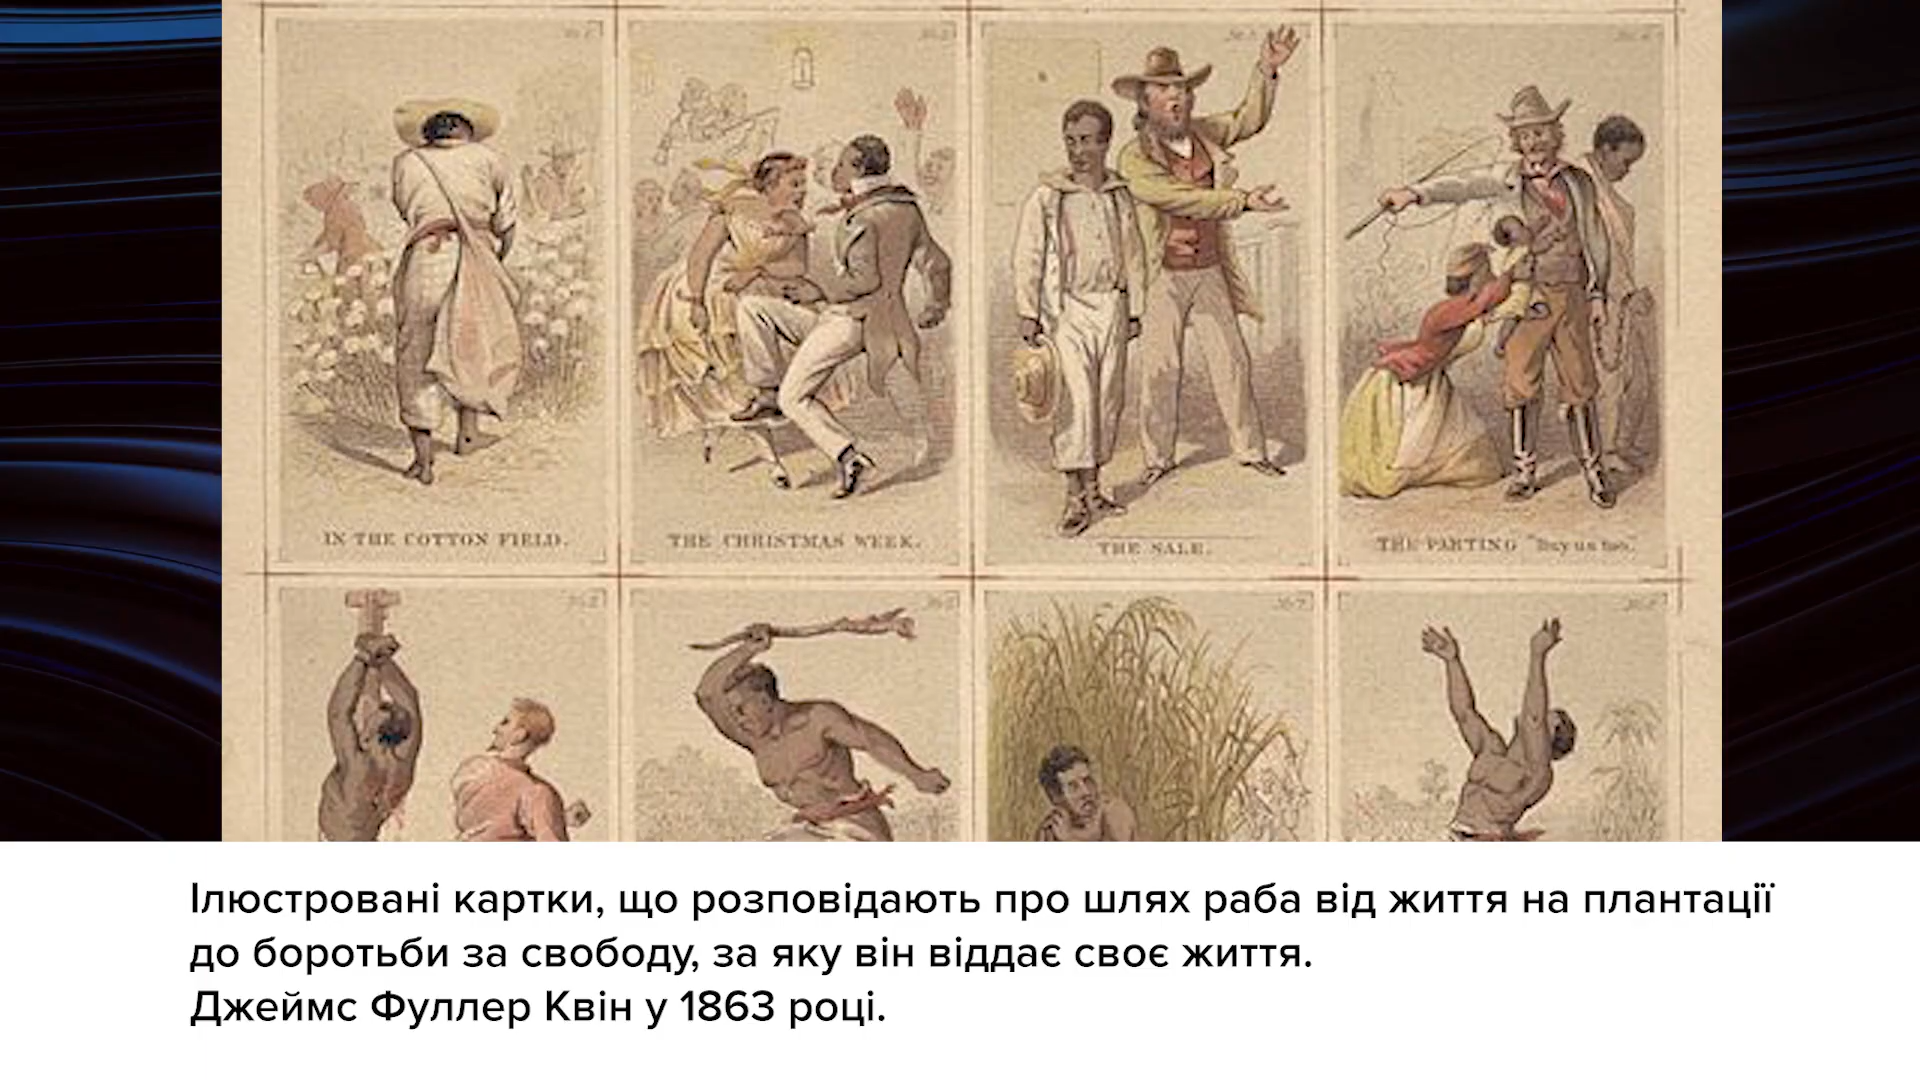 IN THE COTTON FIELD.
THE CHRISTMAS WEEK.
THE SALE.
THE PARTING "Buy us too."
Ілюстровані картки, що розповідають про шлях раба від життя на плантації
до боротьби за свободу, за яку він віддає своє життя.
Джеймс Фуллер Квін у 1863 році.